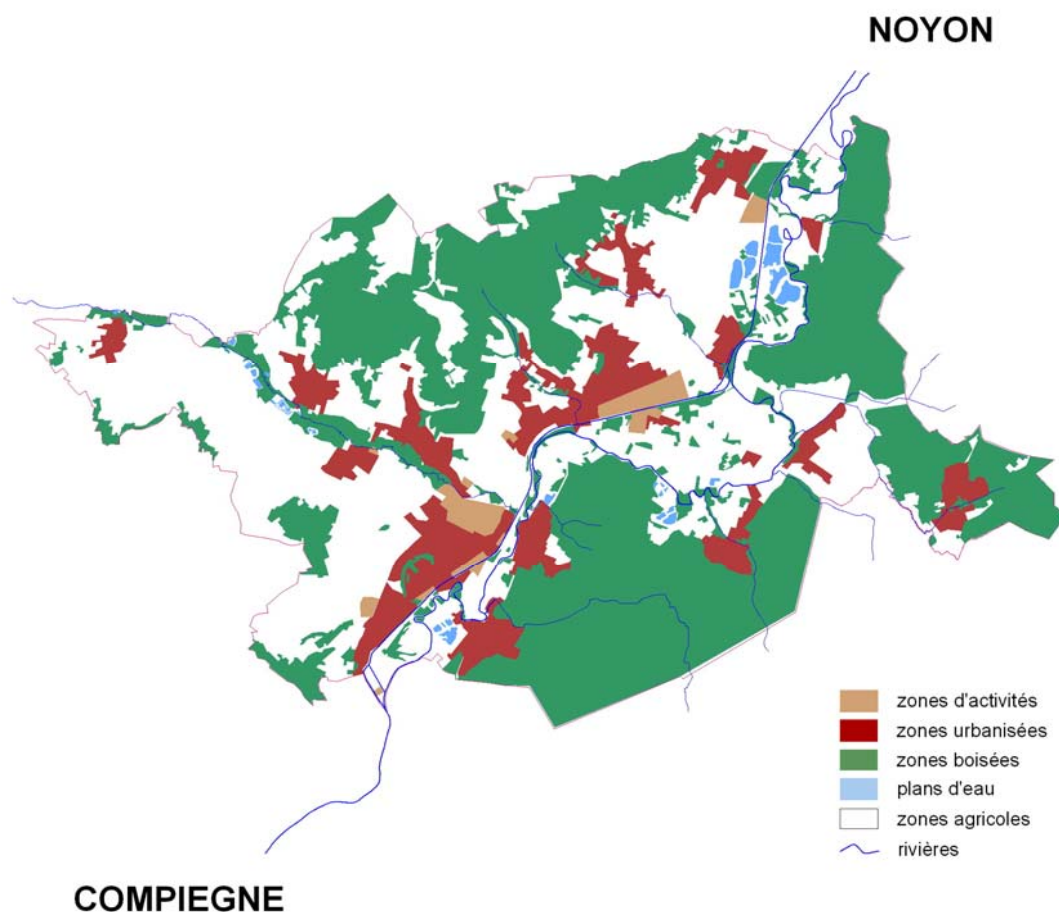 NOYON
zones d'activités
zones urbanisées
zones boisées
plans d'eau
zones agricoles
rivières
COMPIEGNE